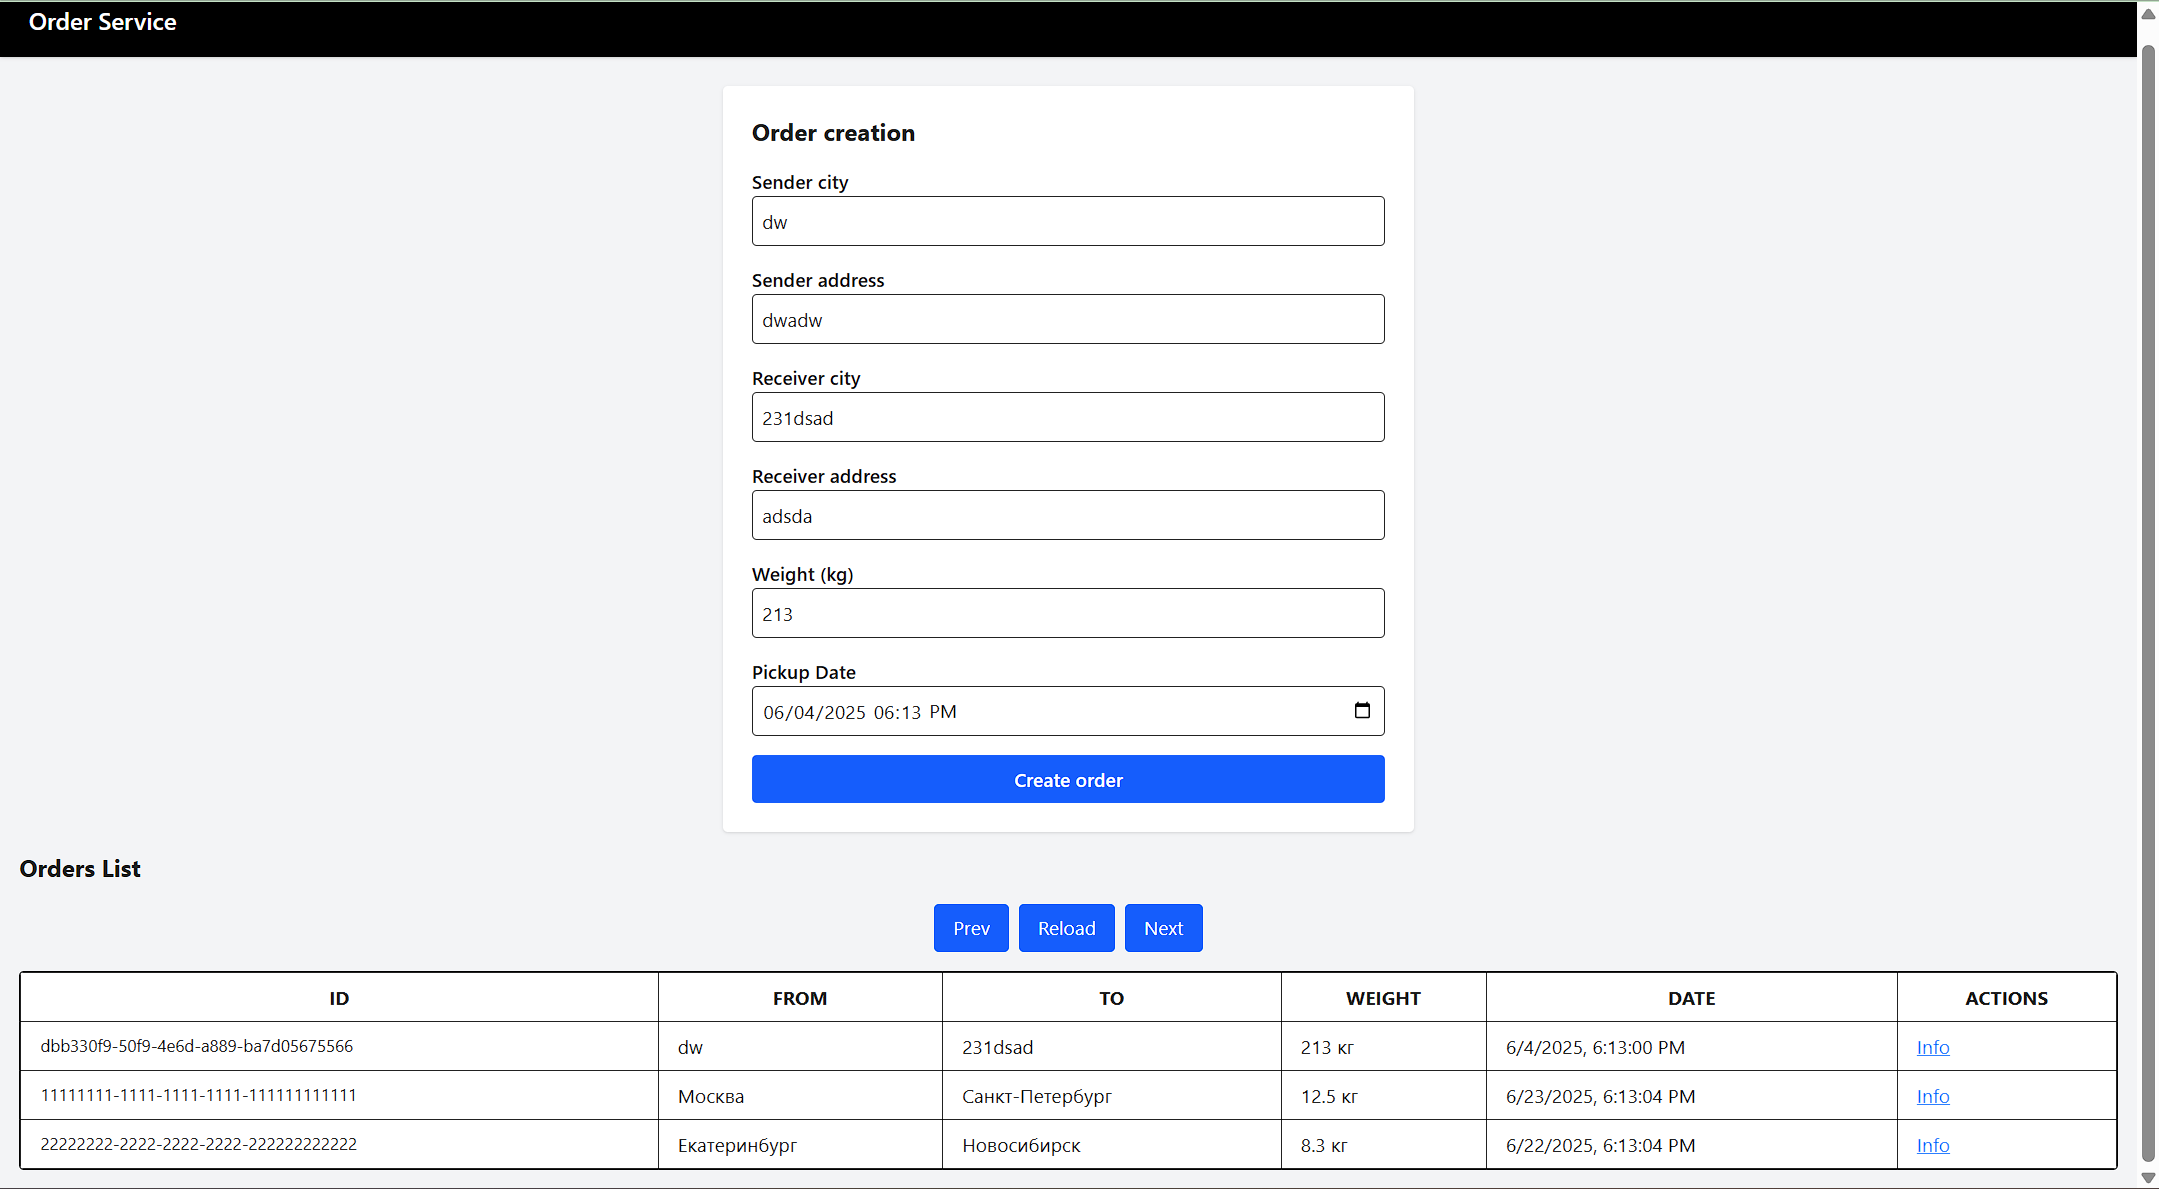 Order Service
Order creation
Sender city
dw
Sender address
dwadw
Receiver city
231dsad
Receiver address
adsda
Weight (kg)
213
Pickup Date
06/04/2025 06:13 PM
Create order
Orders List
Prev Reload Next
ID FROM TO WEIGHT DATE ACTIONS
dbb330f9-50f9-4e6d-a889-ba7d05675566 dw 231dsad 213 кг 6/4/2025, 6:13:00 PM Info
11111111-1111-1111-1111-111111111111 Москва Санкт-Петербург 12.5 кг 6/23/2025, 6:13:04 PM Info
22222222-2222-2222-2222-222222222222 Екатеринбург Новосибирск 8.3 кг 6/22/2025, 6:13:04 PM Info